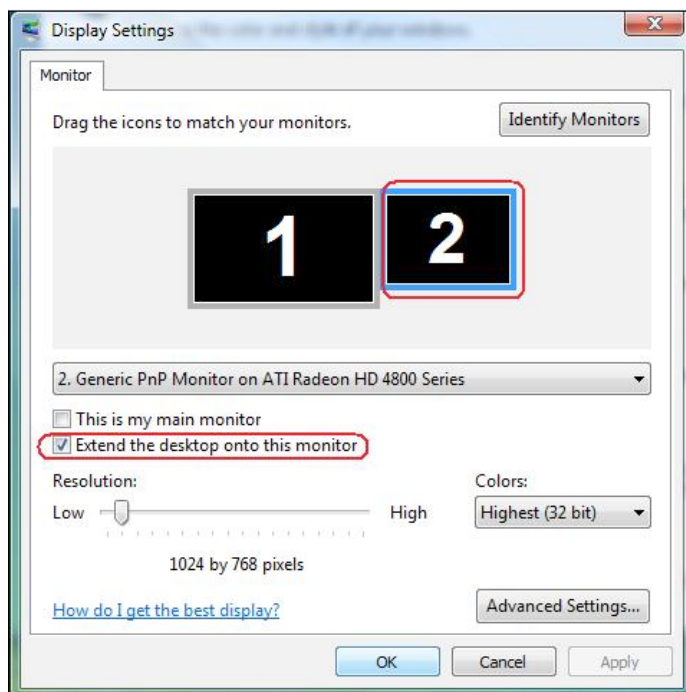 Display Settings
Monitor
Drag the icons to match your monitors.
Identify Monitors
1
2
2. Generic PnP Monitor on ATI Radeon HD 4800 Series
This is my main monitor
Extend the desktop onto this monitor
Resolution:
Colors:
Low
High
Highest (32 bit)
1024 by 768 pixels
How do I get the best display?
Advanced Settings...
OK
Cancel
Apply